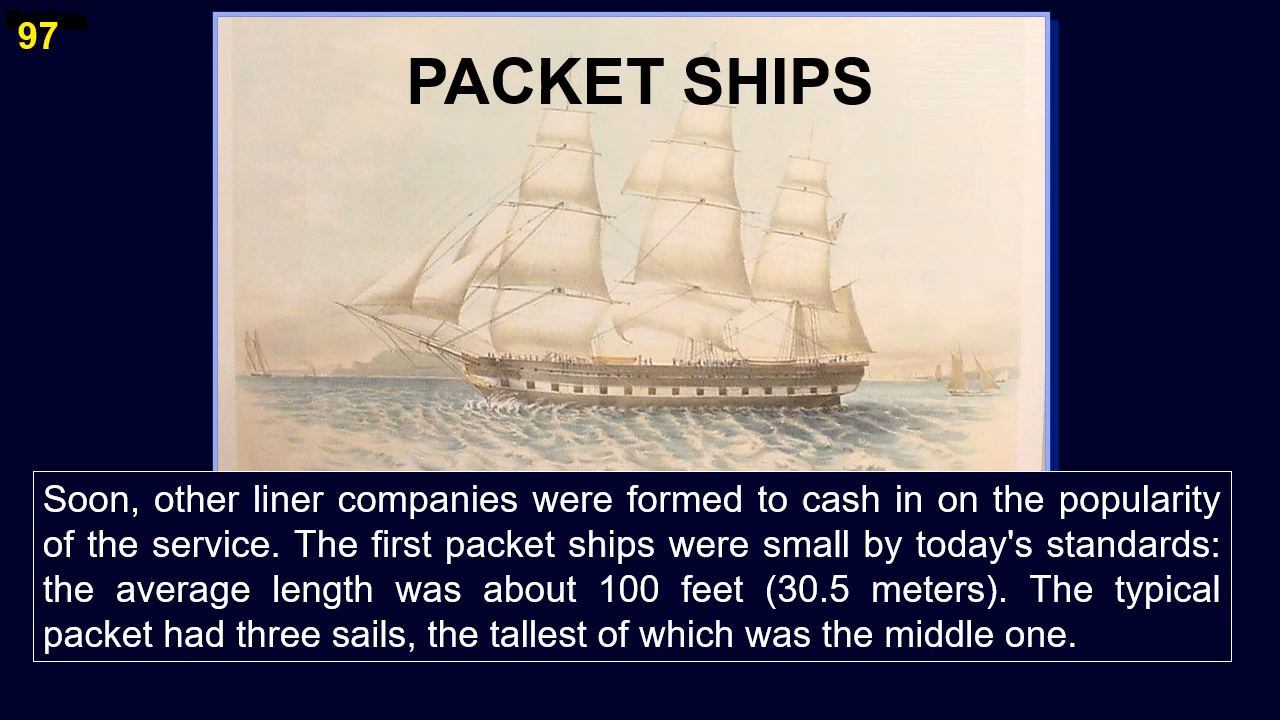 97
PACKET SHIPS
Soon, other liner companies were formed to cash in on the popularity
of the service. The first packet ships were small by today's standards:
the average length was about 100 feet (30.5 meters). The typical
packet had three sails, the tallest of which was the middle one.